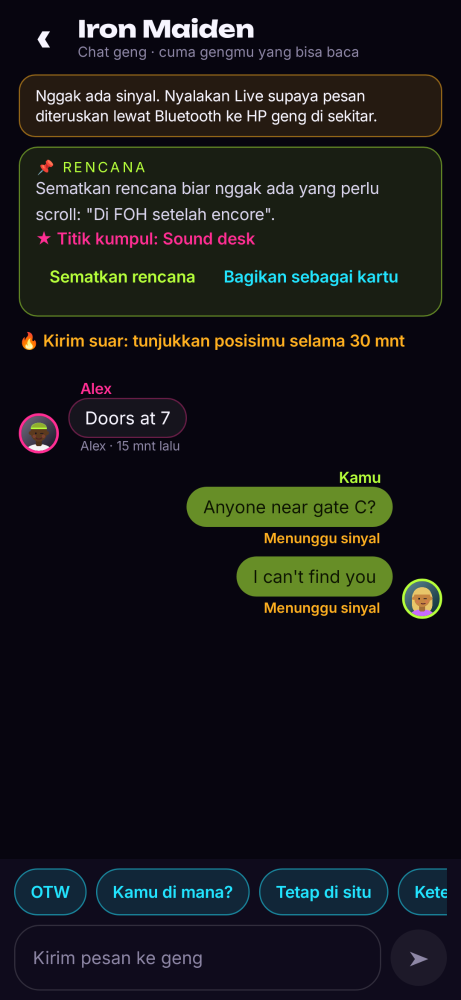 Iron Maiden
Chat geng · cuma gengmu yang bisa baca
Nggak ada sinyal. Nyalakan Live supaya pesan
diteruskan lewat Bluetooth ke HP geng di sekitar.
📌 RENCANA
Sematkan rencana biar nggak ada yang perlu
scroll: "Di FOH setelah encore".
★ Titik kumpul: Sound desk
Sematkan rencana Bagikan sebagai kartu
🔥 Kirim suar: tunjukkan posisimu selama 30 mnt
Alex
Doors at 7
Alex · 15 mnt lalu
Kamu
Anyone near gate C?
Menunggu sinyal
I can't find you
Menunggu sinyal
OTW Kamu di mana? Tetap di situ Kete
Kirim pesan ke geng